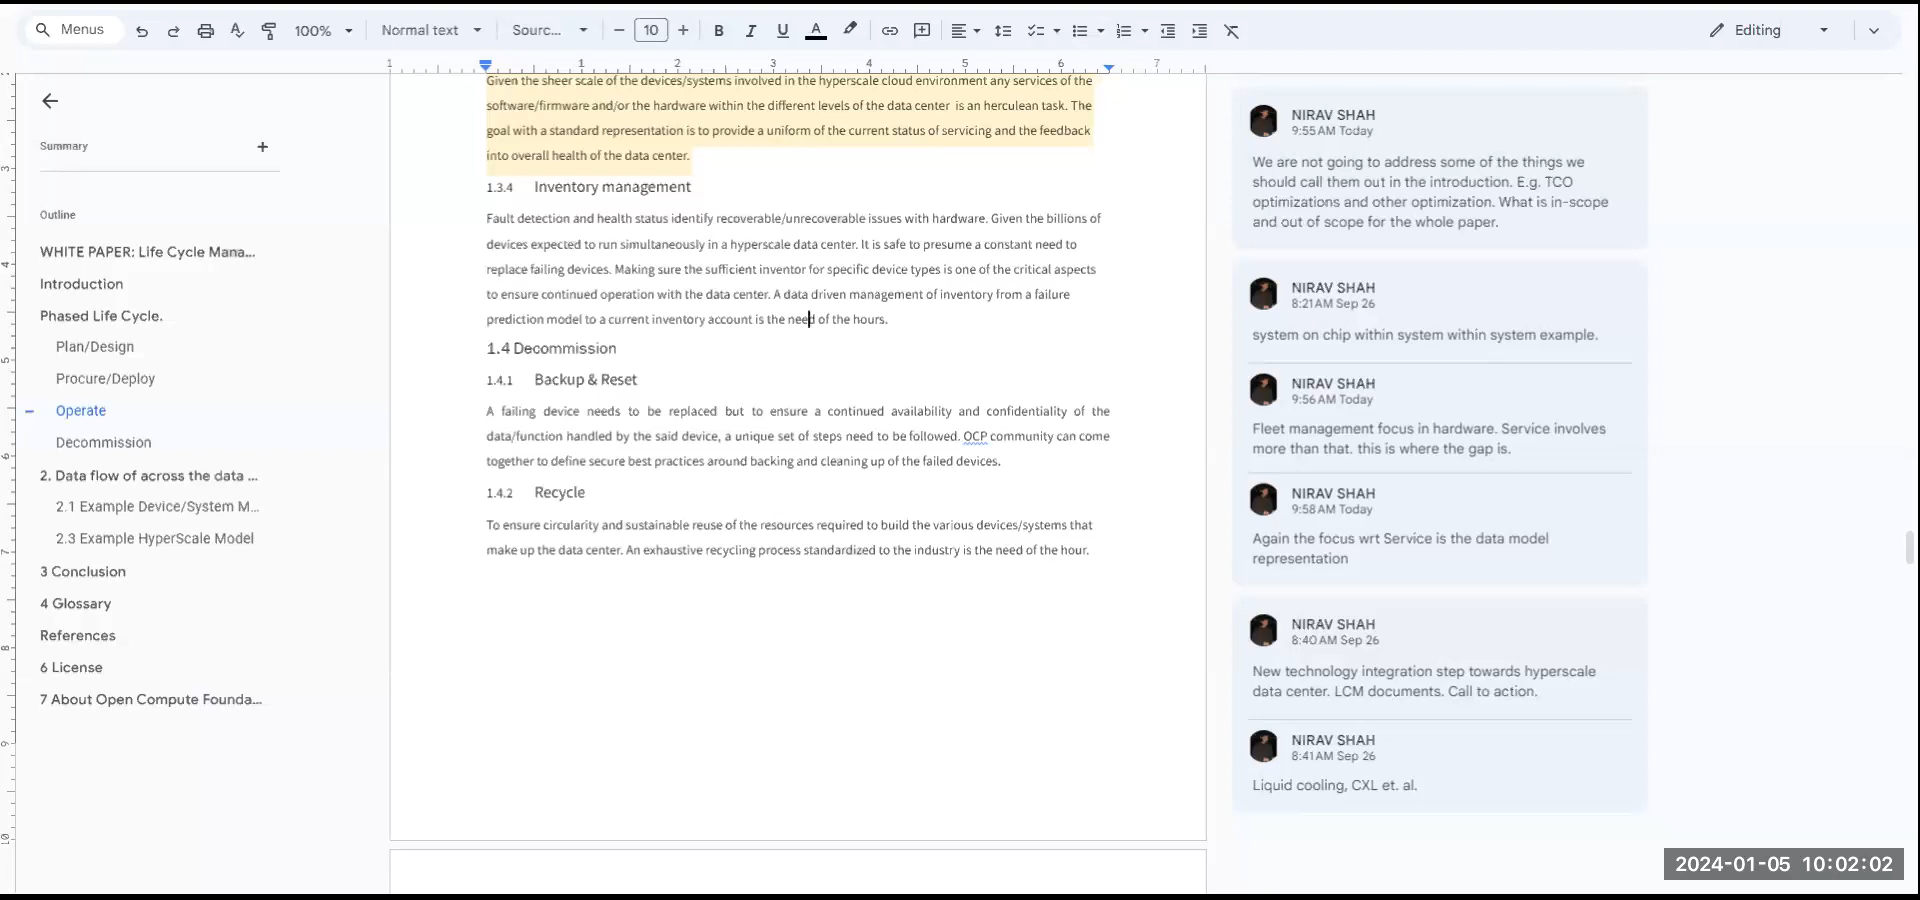 Menus 100% Normal text Sourc... 10 B I U A Editing
1 1 2 3 4 5 6 7
Summary
Outline
WHITE PAPER: Life Cycle Mana...
Introduction
Phased Life Cycle.
Plan/Design
Procure/Deploy
Operate
Decommission
2. Data flow of across the data ...
2.1 Example Device/System M...
2.3 Example HyperScale Model
3 Conclusion
4 Glossary
References
6 License
7 About Open Compute Founda...
3
4
5
6
7
8
9
10
Given the sheer scale of the devices/systems involved in the hyperscale cloud environment any services of the
software/firmware and/or the hardware within the different levels of the data center is an herculean task. The
goal with a standard representation is to provide a uniform of the current status of servicing and the feedback
into overall health of the data center.
1.3.4 Inventory management
Fault detection and health status identify recoverable/unrecoverable issues with hardware. Given the billions of
devices expected to run simultaneously in a hyperscale data center. It is safe to presume a constant need to
replace failing devices. Making sure the sufficient inventor for specific device types is one of the critical aspects
to ensure continued operation with the data center. A data driven management of inventory from a failure
prediction model to a current inventory account is the need of the hours.
1.4 Decommission
1.4.1 Backup & Reset
A failing device needs to be replaced but to ensure a continued availability and confidentiality of the
data/function handled by the said device, a unique set of steps need to be followed. OCP community can come
together to define secure best practices around backing and cleaning up of the failed devices.
1.4.2 Recycle
To ensure circularity and sustainable reuse of the resources required to build the various devices/systems that
make up the data center. An exhaustive recycling process standardized to the industry is the need of the hour.
NIRAV SHAH
9:55 AM Today
We are not going to address some of the things we
should call them out in the introduction. E.g. TCO
optimizations and other optimization. What is in-scope
and out of scope for the whole paper.
NIRAV SHAH
8:21 AM Sep 26
system on chip within system within system example.
NIRAV SHAH
9:56 AM Today
Fleet management focus in hardware. Service involves
more than that. this is where the gap is.
NIRAV SHAH
9:58 AM Today
Again the focus wrt Service is the data model
representation
NIRAV SHAH
8:40 AM Sep 26
New technology integration step towards hyperscale
data center. LCM documents. Call to action.
NIRAV SHAH
8:41 AM Sep 26
Liquid cooling, CXL et. al.
2024-01-05 10:02:02